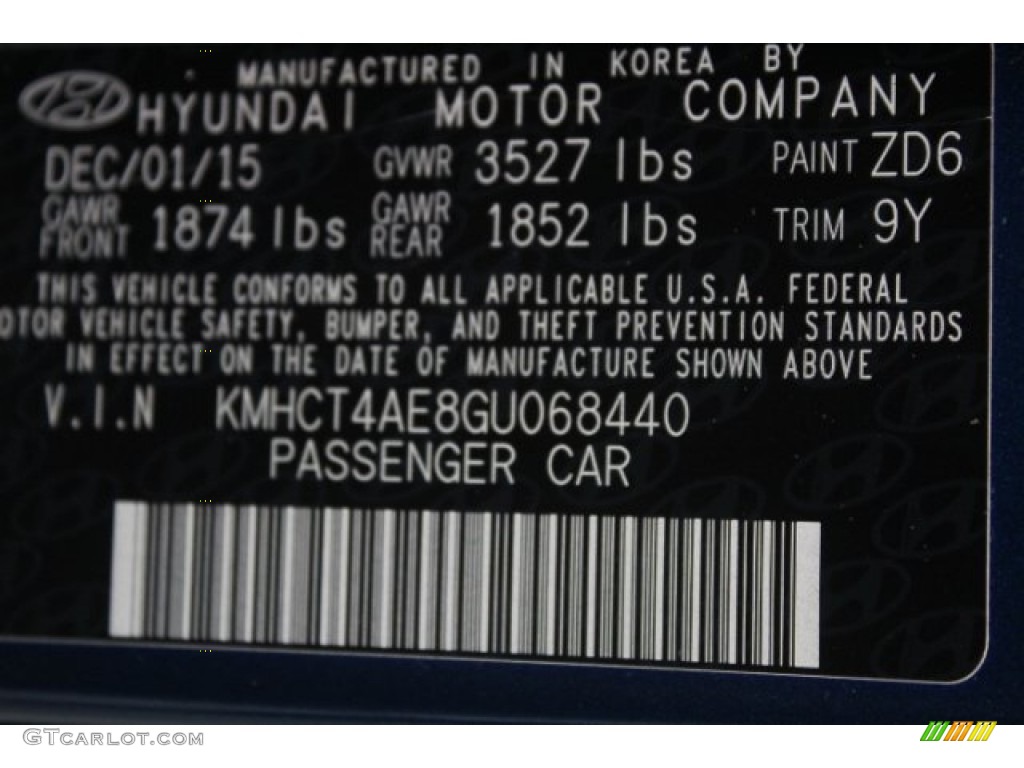 MANUFACTURED IN KOREA BY
HYUNDAI MOTOR COMPANY
DEC/01/15 GVWR 3527 lbs PAINT ZD6
GAWR FRONT 1874 lbs GAWR REAR 1852 lbs TRIM 9Y
THIS VEHICLE CONFORMS TO ALL APPLICABLE U.S.A. FEDERAL
OTOR VEHICLE SAFETY, BUMPER, AND THEFT PREVENTION STANDARDS
IN EFFECT ON THE DATE OF MANUFACTURE SHOWN ABOVE
V.I.N KMHCT4AE8GU068440
PASSENGER CAR
GTCARLOT.COM